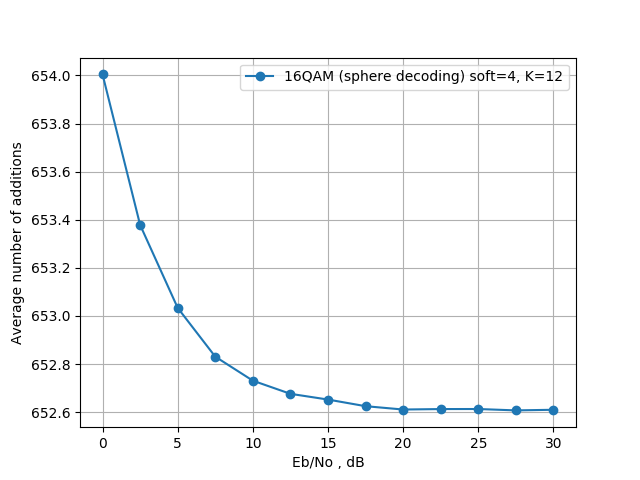 16QAM (sphere decoding) soft=4, K=12
Average number of additions
654.0
653.8
653.6
653.4
653.2
653.0
652.8
652.6
0 5 10 15 20 25 30
Eb/No , dB